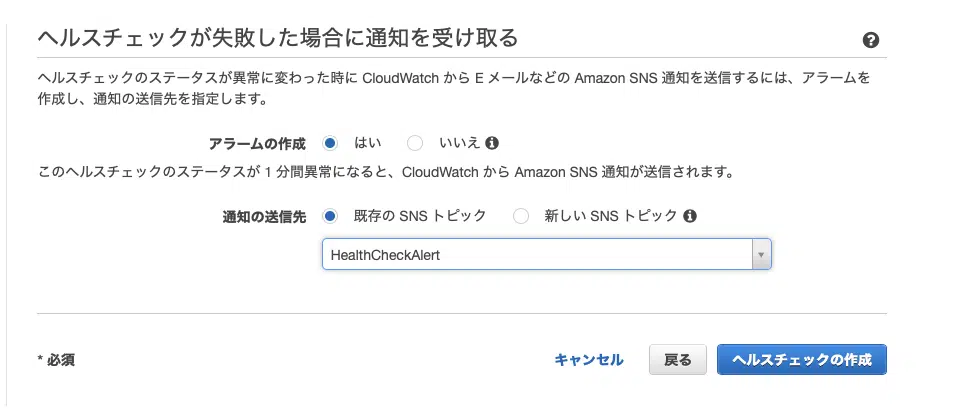 ヘルスチェックが失敗した場合に通知を受け取る
ヘルスチェックのステータスが異常に変わった時に CloudWatch から E メールなどの Amazon SNS 通知を送信するには、アラームを
作成し、通知の送信先を指定します。
アラームの作成 はい いいえ
このヘルスチェックのステータスが 1 分間異常になると、CloudWatch から Amazon SNS 通知が送信されます。
通知の送信先 既存の SNS トピック 新しい SNS トピック
HealthCheckAlert
* 必須 キャンセル 戻る ヘルスチェックの作成